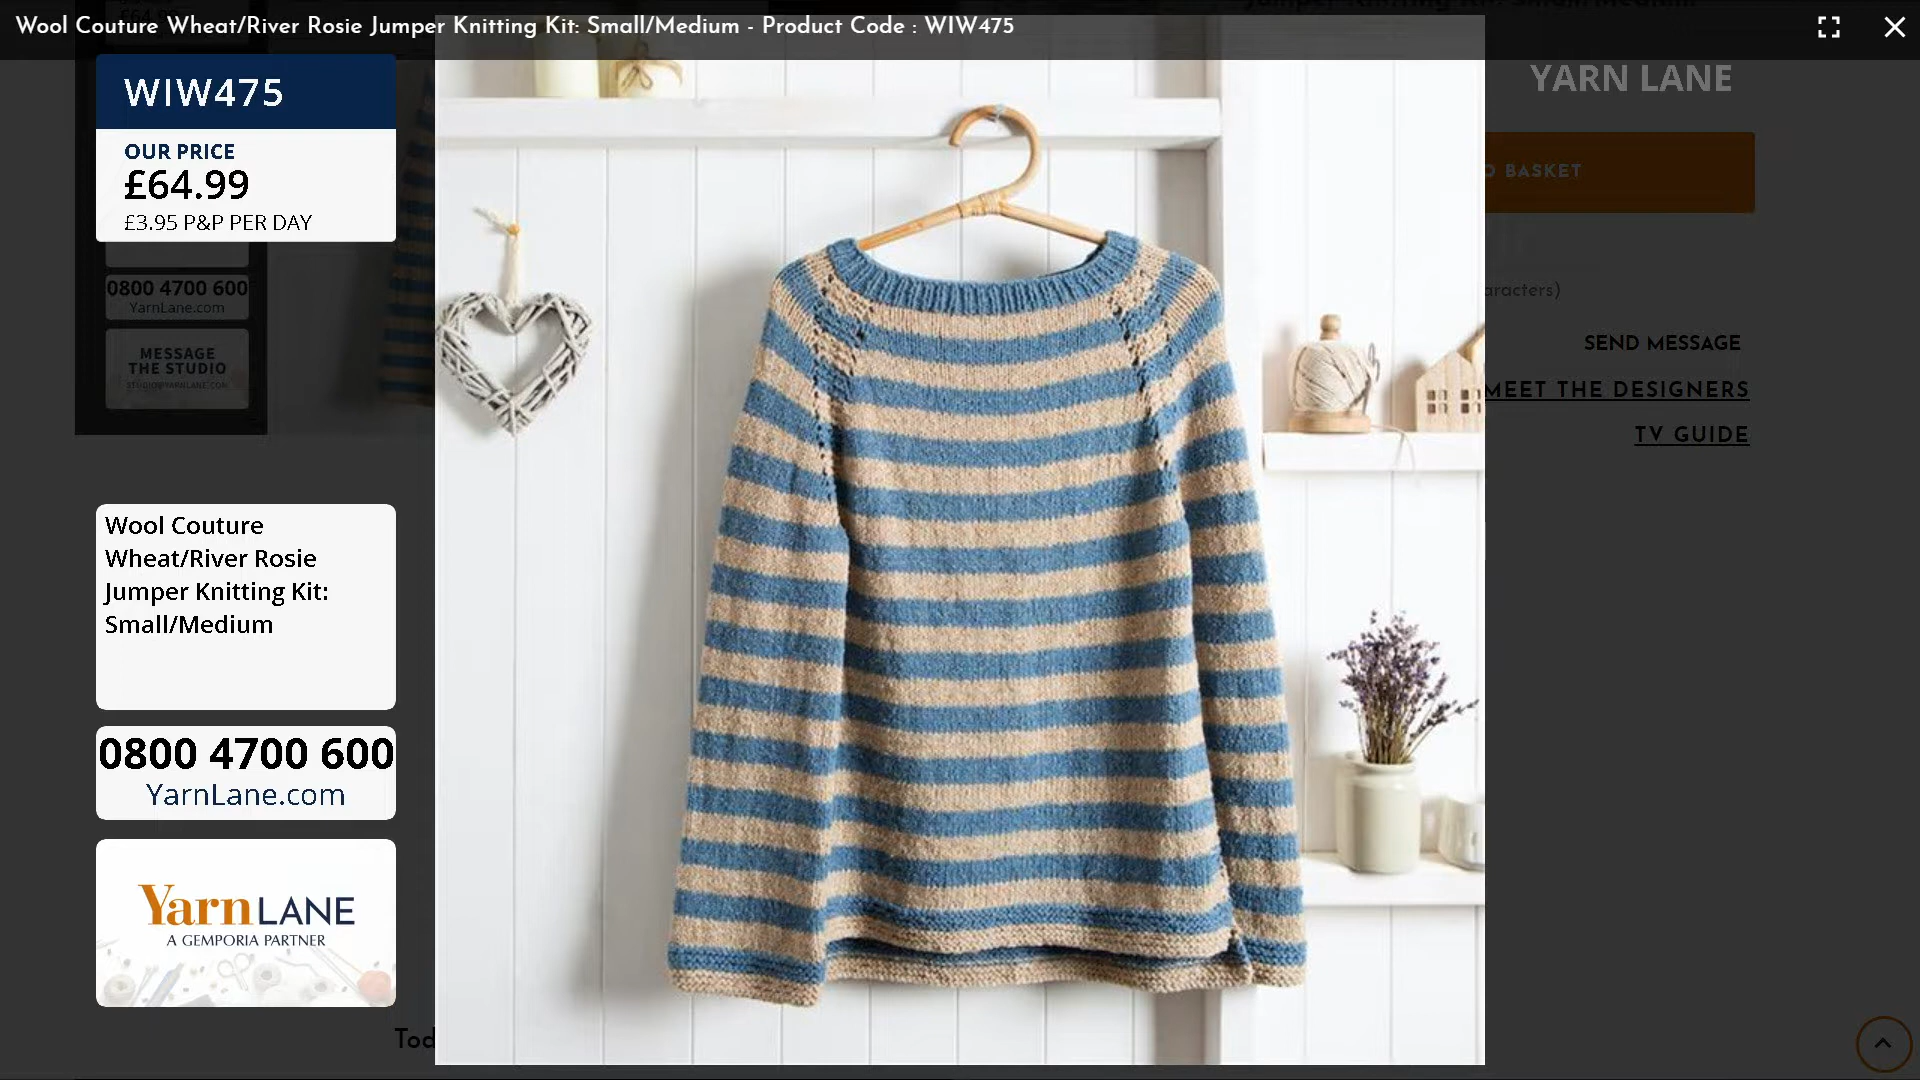 Wool Couture Wheat/River Rosie Jumper Knitting Kit: Small/Medium - Product Code : WIW475
WIW475
OUR PRICE
£64.99
£3.95 P&P PER DAY
0800 4700 600
YarnLane.com
MESSAGE
THE STUDIO
STUDIO@YARNLANE.COM
Wool Couture
Wheat/River Rosie
Jumper Knitting Kit:
Small/Medium
0800 4700 600
YarnLane.com
Yarn LANE
A GEMPORIA PARTNER
YARN LANE
O BASKET
aracters)
SEND MESSAGE
MEET THE DESIGNERS
TV GUIDE
Tod